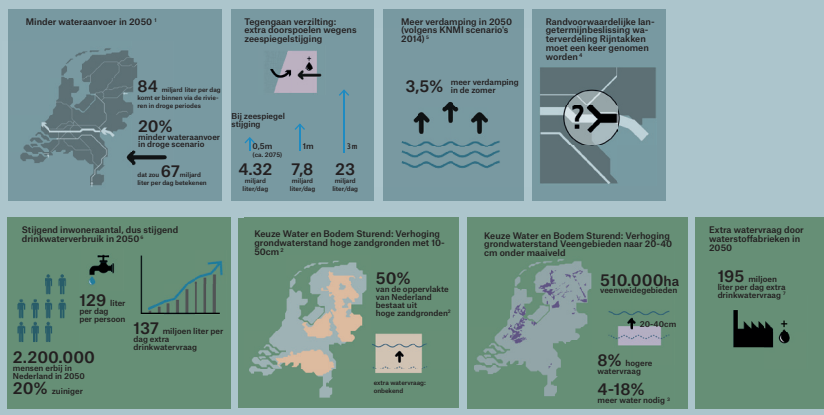 Minder wateraanvoer in 2050 ¹
84 miljard liter per dag
komt er binnen via de rivie-
ren in droge periodes
20%
minder wateraanvoer
in droge scenario
dat zou 67 miljard
liter per dag betekenen
Tegengaan verzilting:
extra doorspoelen wegens
zeespiegelstijging
+
Bij zeespiegel
stijging
0,5m
(ca. 2075)
1m
3m
4.32
miljard
liter/dag
7,8
miljard
liter/dag
23
miljard
liter/dag
Meer verdamping in 2050
(volgens KNMI scenario's
2014) ⁵
3,5% meer verdamping
in de zomer
Randvoorwaardelijke lan-
getermijnbeslissing wa-
terverdeling Rijntakken
moet een keer genomen
worden ⁴
?
Stijgend inwoneraantal, dus stijgend
drinkwaterverbruik in 2050 ⁶
129 liter
per dag
per persoon
137 miljoen liter per
dag extra
drinkwatervraag
2.200.000
mensen erbij in
Nederland in 2050
20% zuiniger
Keuze Water en Bodem Sturend: Verhoging
grondwaterstand hoge zandgronden met 10-
50cm ²
50%
van de oppervlakte
van Nederland
bestaat uit
hoge zandgronden²
extra watervraag:
onbekend
Keuze Water en Bodem Sturend: Verhoging
grondwaterstand Veengebieden naar 20-40
cm onder maaiveld
510.000ha
veenweidegebieden
20-40cm
8% hogere
watervraag
4-18%
meer water nodig ³
Extra watervraag door
waterstoffabrieken in
2050
195 miljoen
liter per dag extra
drinkwatervraag ⁷
+